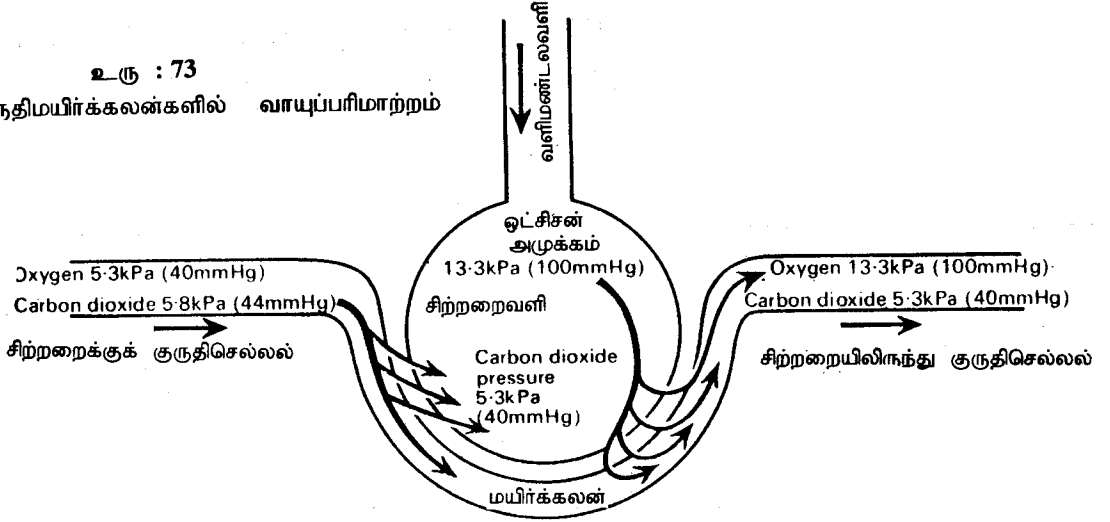 உரு : 73
ருதிமயிர்க்கலன்களில் வாயுப்பரிமாற்றம்
வளிமண்டலவளி
ஒட்சிசன்
அமுக்கம்
13·3kPa (100mmHg)
Oxygen 5·3kPa (40mmHg)
Carbon dioxide 5·8kPa (44mmHg)
சிற்றறைக்குக் குருதிசெல்லல்
சிற்றறைவளி
Carbon dioxide
pressure
5·3kPa
(40mmHg)
Oxygen 13·3kPa (100mmHg)
Carbon dioxide 5·3kPa (40mmHg)
சிற்றறையிலிருந்து குருதிசெல்லல்
மயிர்க்கலன்